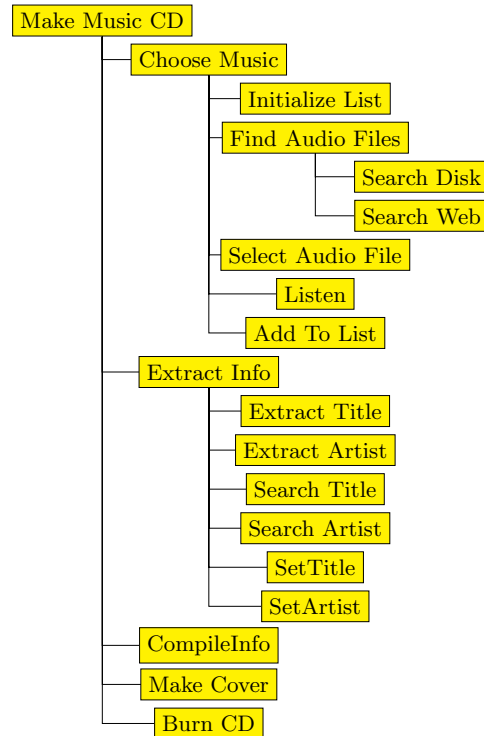 Make Music CD
Choose Music
Initialize List
Find Audio Files
Search Disk
Search Web
Select Audio File
Listen
Add To List
Extract Info
Extract Title
Extract Artist
Search Title
Search Artist
SetTitle
SetArtist
CompileInfo
Make Cover
Burn CD